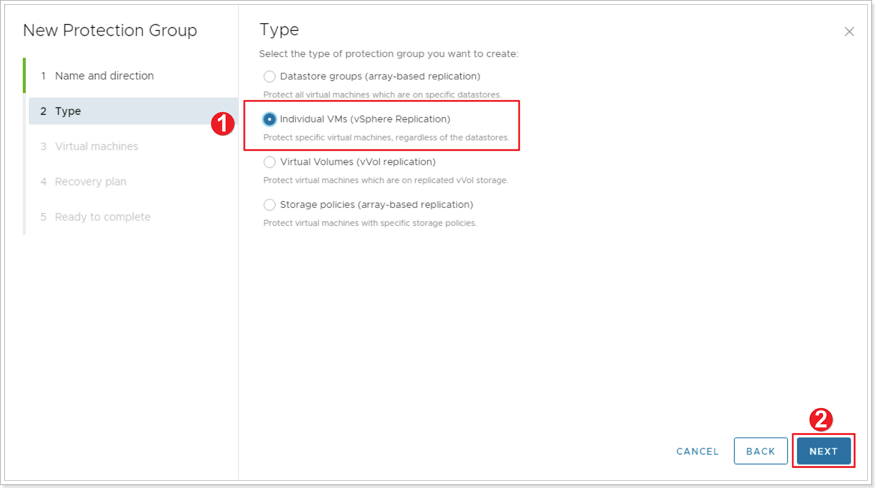 New Protection Group
1 Name and direction
2 Type
3 Virtual machines
4 Recovery plan
5 Ready to complete
Type
Select the type of protection group you want to create:
Datastore groups (array-based replication)
Protect all virtual machines which are on specific datastores.
1
Individual VMs (vSphere Replication)
Protect specific virtual machines, regardless of the datastores.
Virtual Volumes (vVol replication)
Protect virtual machines which are on replicated vVol storage.
Storage policies (array-based replication)
Protect virtual machines with specific storage policies.
2
CANCEL BACK NEXT